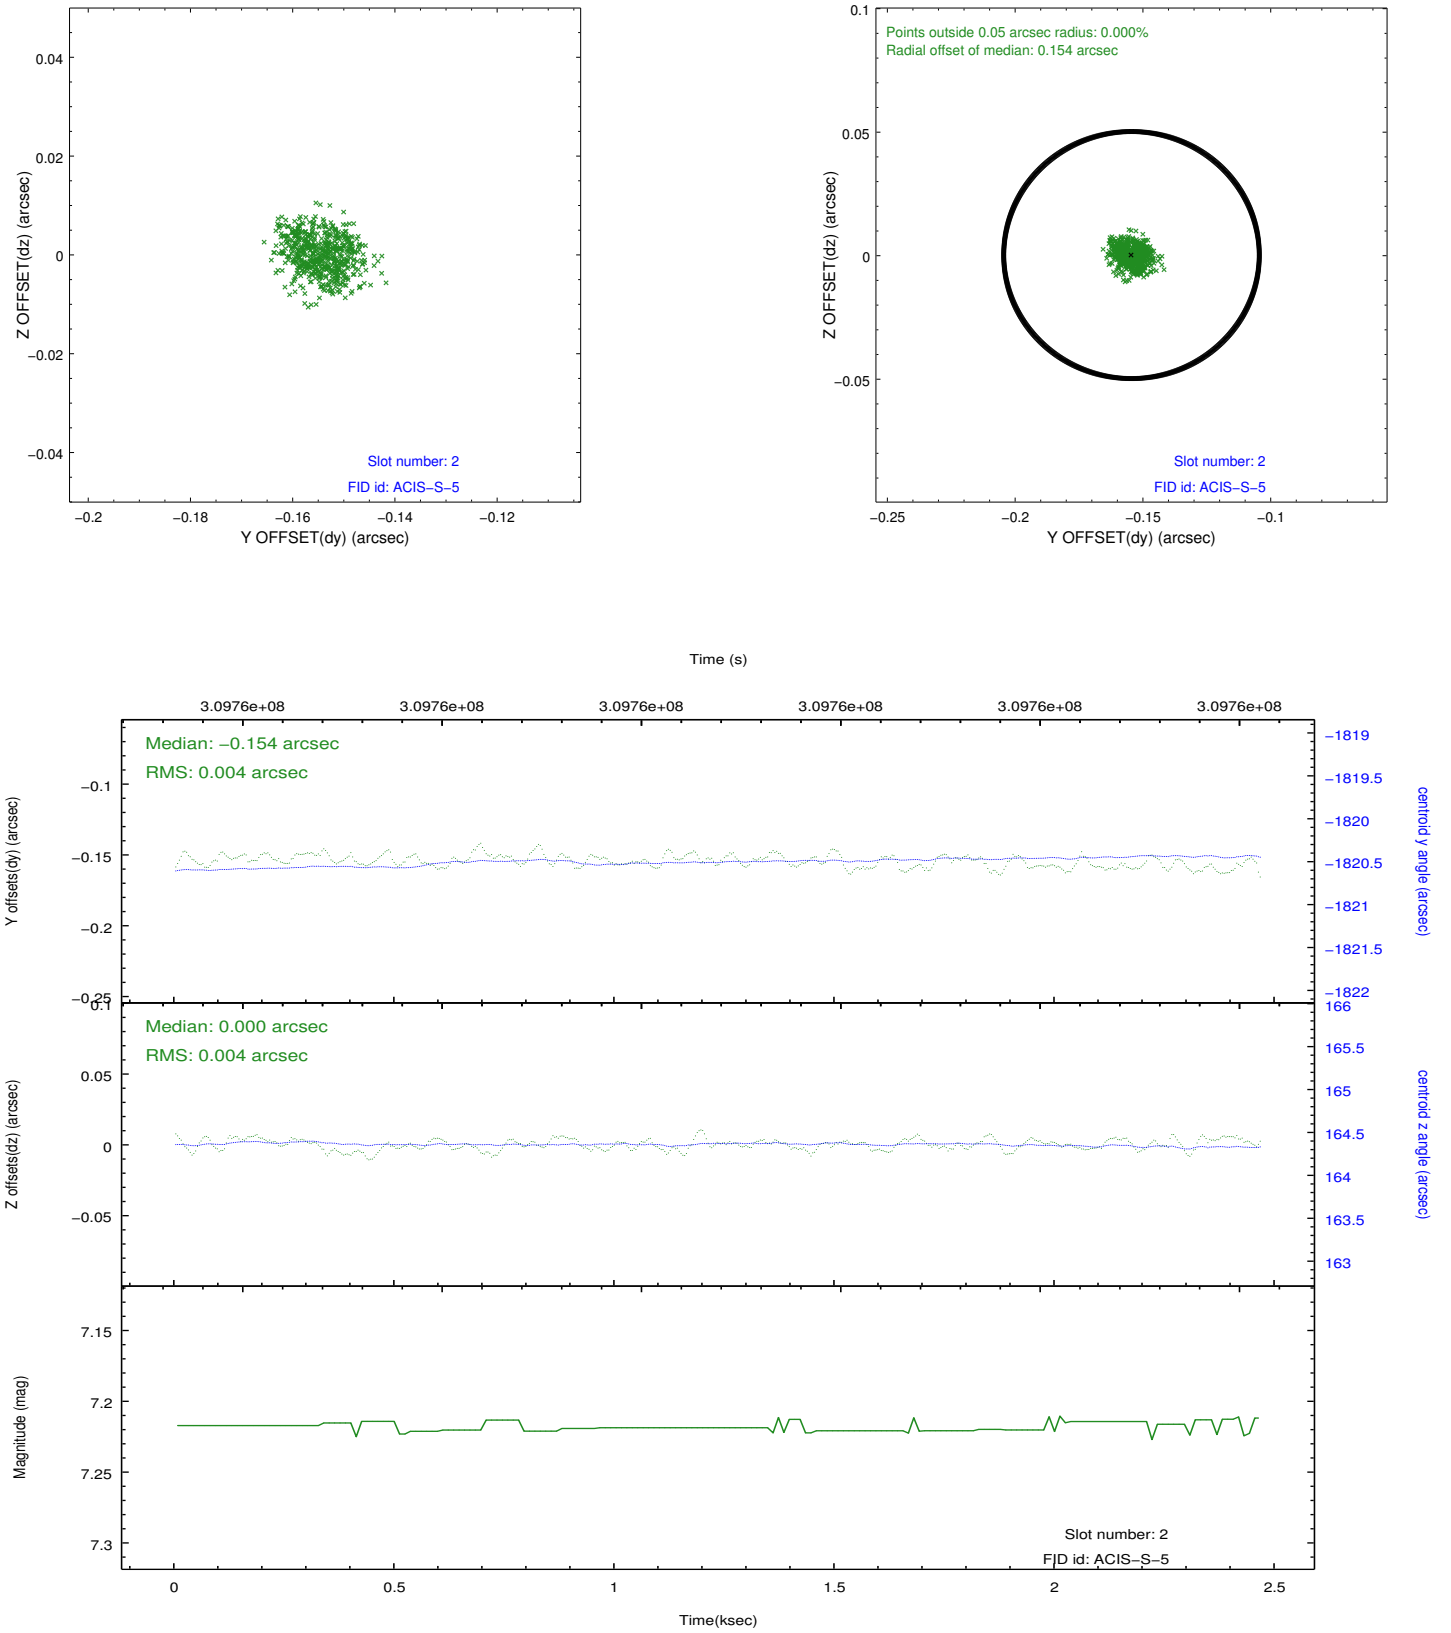 0.04
0.02
0
−0.02
−0.04
Z OFFSET(dz) (arcsec)
Slot number: 2
FID id: ACIS−S−5
−0.2
−0.18
−0.16
−0.14
−0.12
Y OFFSET(dy) (arcsec)
0.1
0.05
0
−0.05
Z OFFSET(dz) (arcsec)
Points outside 0.05 arcsec radius: 0.000%
Radial offset of median: 0.154 arcsec
Slot number: 2
FID id: ACIS−S−5
−0.25
−0.2
−0.15
−0.1
Y OFFSET(dy) (arcsec)
Time (s)
3.0976e+08
3.0976e+08
3.0976e+08
3.0976e+08
3.0976e+08
3.0976e+08
Median: −0.154 arcsec
RMS: 0.004 arcsec
−0.1
−0.15
−0.2
−0.25
Y offsets(dy) (arcsec)
−1819
−1819.5
−1820
−1820.5
−1821
−1821.5
−1822
centroid y angle (arcsec)
Median: 0.000 arcsec
RMS: 0.004 arcsec
0.1
0.05
0
−0.05
Z offsets(dz) (arcsec)
166
165.5
165
164.5
164
163.5
163
centroid z angle (arcsec)
7.15
7.2
7.25
7.3
Magnitude (mag)
Slot number: 2
FID id: ACIS−S−5
0
0.5
1
1.5
2
2.5
Time(ksec)